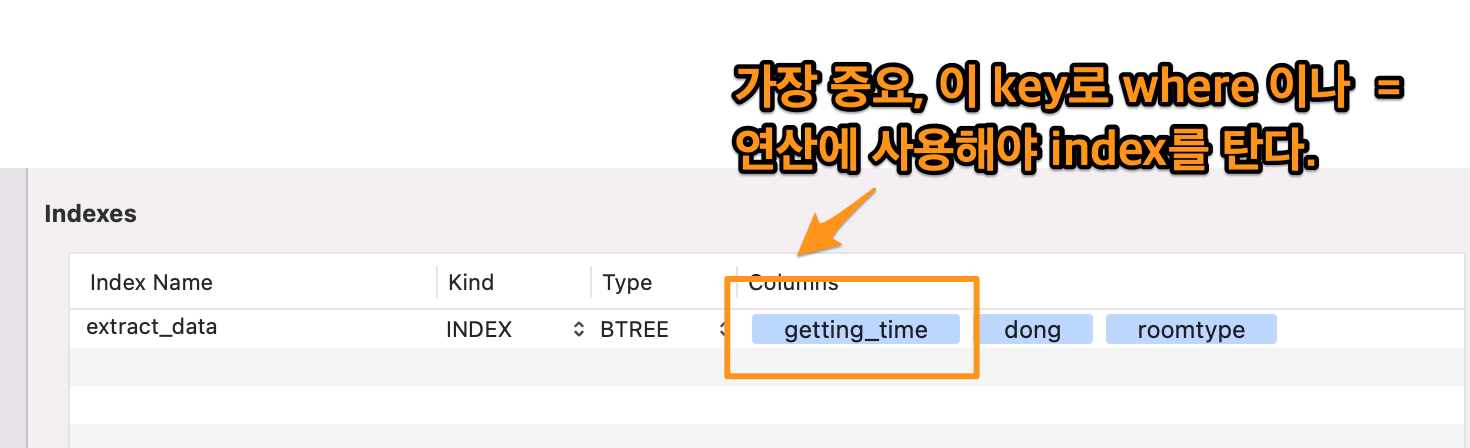 가장 중요, 이 key로 where 이나 =
연산에 사용해야 index를 탄다.
Indexes
Index Name Kind Type Columns
extract_data INDEX BTREE getting_time dong roomtype